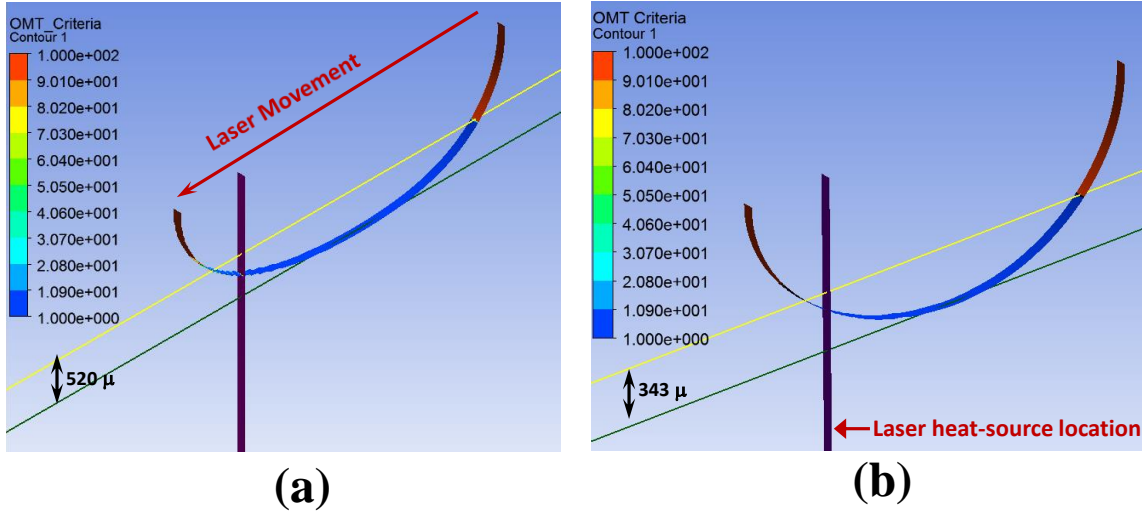 OMT_Criteria
Contour 1
1.000e+002
9.010e+001
8.020e+001
7.030e+001
6.040e+001
5.050e+001
4.060e+001
3.070e+001
2.080e+001
1.090e+001
1.000e+000
Laser Movement
520 μ
(a)
OMT Criteria
Contour 1
1.000e+002
9.010e+001
8.020e+001
7.030e+001
6.040e+001
5.050e+001
4.060e+001
3.070e+001
2.080e+001
1.090e+001
1.000e+000
343 μ
Laser heat-source location
(b)